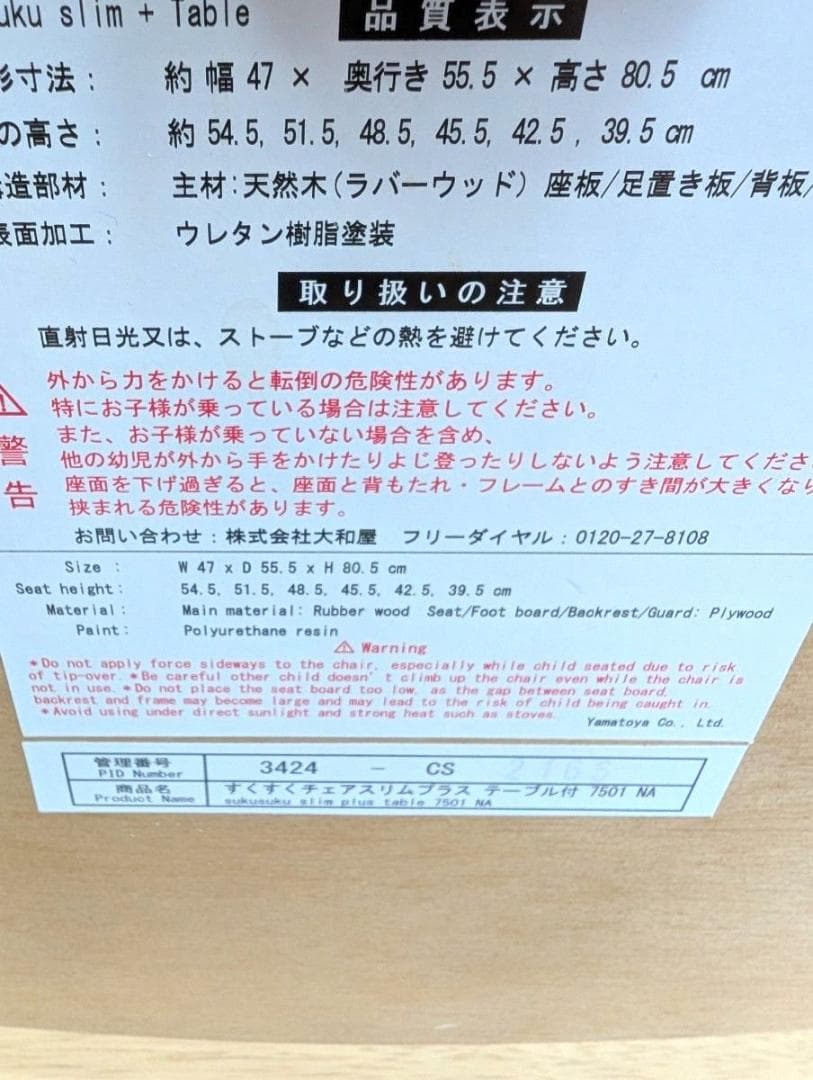 uku slim + Table
品質表示
形寸法： 約 幅 47 × 奥行き 55.5 × 高さ 80.5 cm
の高さ： 約 54.5, 51.5, 48.5, 45.5, 42.5 , 39.5 cm
造部材： 主材:天然木(ラバーウッド) 座板/足置き板/背板/
表面加工： ウレタン樹脂塗装
取り扱いの注意
直射日光又は、ストーブなどの熱を避けてください。
外から力をかけると転倒の危険性があります。
特にお子様が乗っている場合は注意してください。
警告
また、お子様が乗っていない場合を含め、
他の幼児が外から手をかけたりよじ登ったりしないよう注意してくださ
座面を下げ過ぎると、座面と背もたれ・フレームとのすき間が大きくなり
挟まれる危険性があります。
お問い合わせ：株式会社大和屋 フリーダイヤル：0120-27-8108
Size : W 47 x D 55.5 x H 80.5 cm
Seat height: 54.5, 51.5, 48.5, 45.5, 42.5, 39.5 cm
Material: Main material: Rubber wood Seat/Foot board/Backrest/Guard: Plywood
Paint: Polyurethane resin
⚠ Warning
*Do not apply force sideways to the chair, especially while child seated due to risk
of tip-over. *Be careful other child doesn't climb up the chair even while the chair is
not in use. *Do not place the seat board too low, as the gap between seat board,
backrest and frame may become large and may lead to the risk of child being caught in.
*Avoid using under direct sunlight and strong heat such as stoves.
Yamatoya Co., Ltd.
管理番号 3424 - CS 2165
PID Number
商品名 すくすくチェアスリムプラス テーブル付 7501 NA
Product Name sukusuku slim plus table 7501 NA